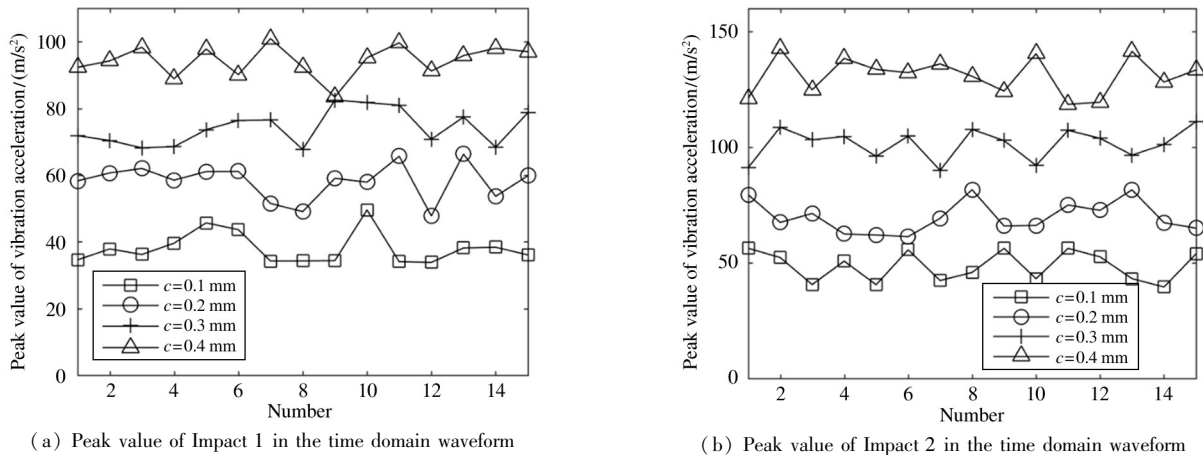 Peak value of vibration acceleration/(m/s²)
100
80
60
40
20
0
c=0.1 mm
c=0.2 mm
c=0.3 mm
c=0.4 mm
2 4 6 8 10 12 14
Number
(a) Peak value of Impact 1 in the time domain waveform
Peak value of vibration acceleration/(m/s²)
150
100
50
0
c=0.1 mm
c=0.2 mm
c=0.3 mm
c=0.4 mm
2 4 6 8 10 12 14
Number
(b) Peak value of Impact 2 in the time domain waveform